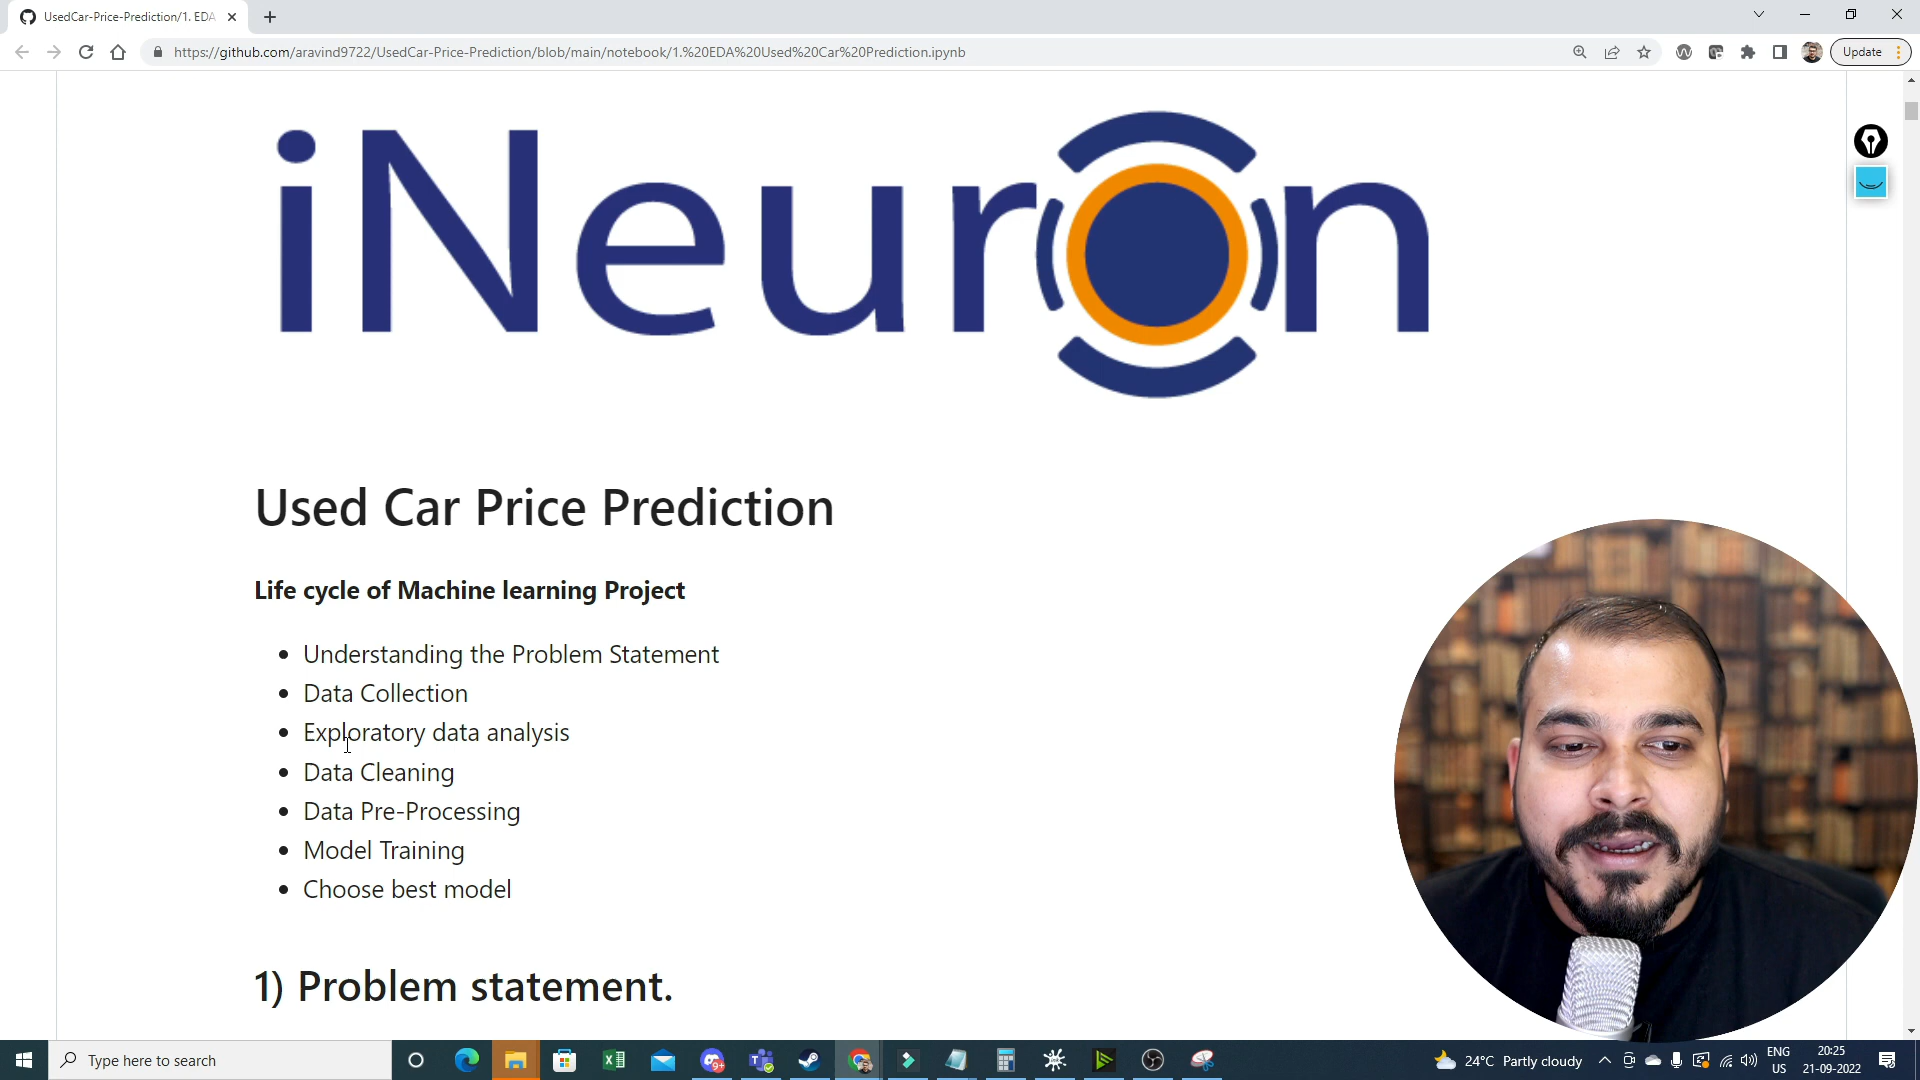 UsedCar-Price-Prediction/1. EDA
https://github.com/aravind9722/UsedCar-Price-Prediction/blob/main/notebook/1.%20EDA%20Used%20Car%20Prediction.ipynb
Update
iNeuron
Used Car Price Prediction
Life cycle of Machine learning Project
Understanding the Problem Statement
Data Collection
Exploratory data analysis
Data Cleaning
Data Pre-Processing
Model Training
Choose best model
1) Problem statement.
Type here to search
9+
24°C Partly cloudy
ENG
US
20:25
21-09-2022